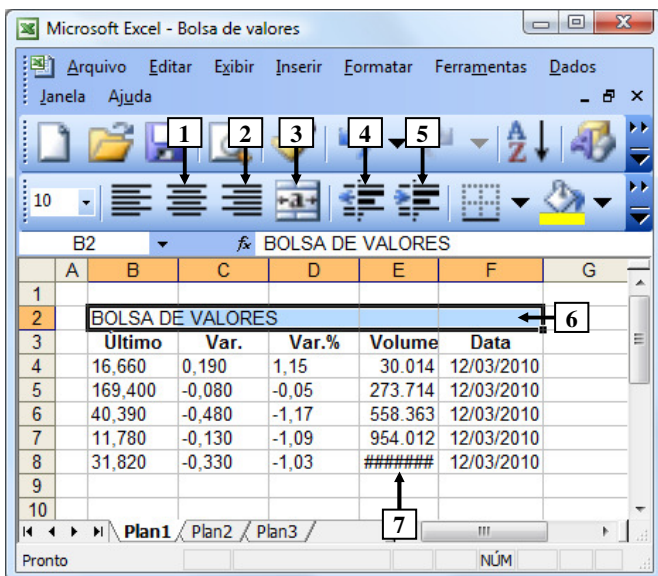 Microsoft Excel - Bolsa de valores
Arquivo Editar Exibir Inserir Formatar Ferramentas Dados
Janela Ajuda
1 2 3 4 5
A Z
10 a
B2 fx BOLSA DE VALORES
A B C D E F G
1
2 BOLSA DE VALORES 6
3 Último Var. Var.% Volume Data
4 16,660 0,190 1,15 30.014 12/03/2010
5 169,400 -0,080 -0,05 273.714 12/03/2010
6 40,390 -0,480 -1,17 558.363 12/03/2010
7 11,780 -0,130 -1,09 954.012 12/03/2010
8 31,820 -0,330 -1,03 ####### 12/03/2010
9
10
Plan1 Plan2 Plan3 7
Pronto NÚM